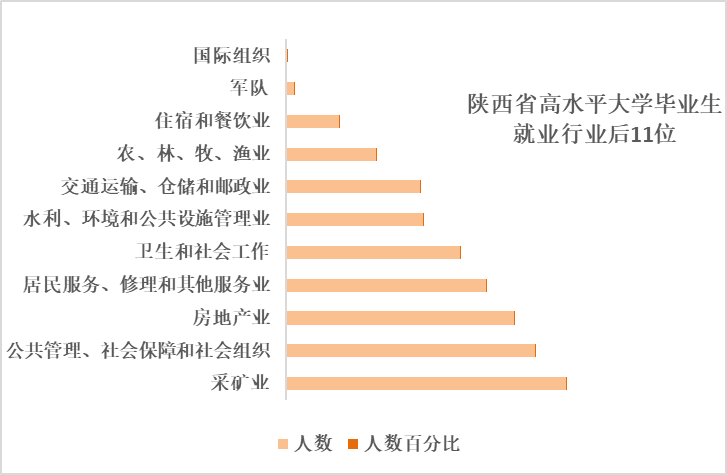 国际组织
军队
住宿和餐饮业
农、林、牧、渔业
交通运输、仓储和邮政业
水利、环境和公共设施管理业
卫生和社会工作
居民服务、修理和其他服务业
房地产业
公共管理、社会保障和社会组织
采矿业
陕西省高水平大学毕业生
就业行业后11位
人数 人数百分比